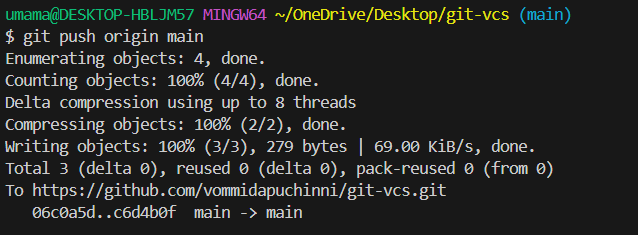 umama@DESKTOP-HBLJM57 MINGW64 ~/OneDrive/Desktop/git-vcs (main)
$ git push origin main
Enumerating objects: 4, done.
Counting objects: 100% (4/4), done.
Delta compression using up to 8 threads
Compressing objects: 100% (2/2), done.
Writing objects: 100% (3/3), 279 bytes | 69.00 KiB/s, done.
Total 3 (delta 0), reused 0 (delta 0), pack-reused 0 (from 0)
To https://github.com/vommidapuchinni/git-vcs.git
   06c0a5d..c6d4b0f  main -> main